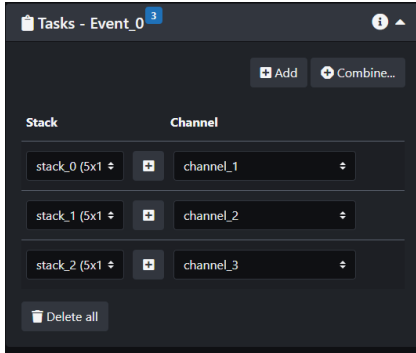 Tasks - Event_0 3
Add Combine...
Stack Channel
stack_0 (5x1 channel_1
stack_1 (5x1 channel_2
stack_2 (5x1 channel_3
Delete all